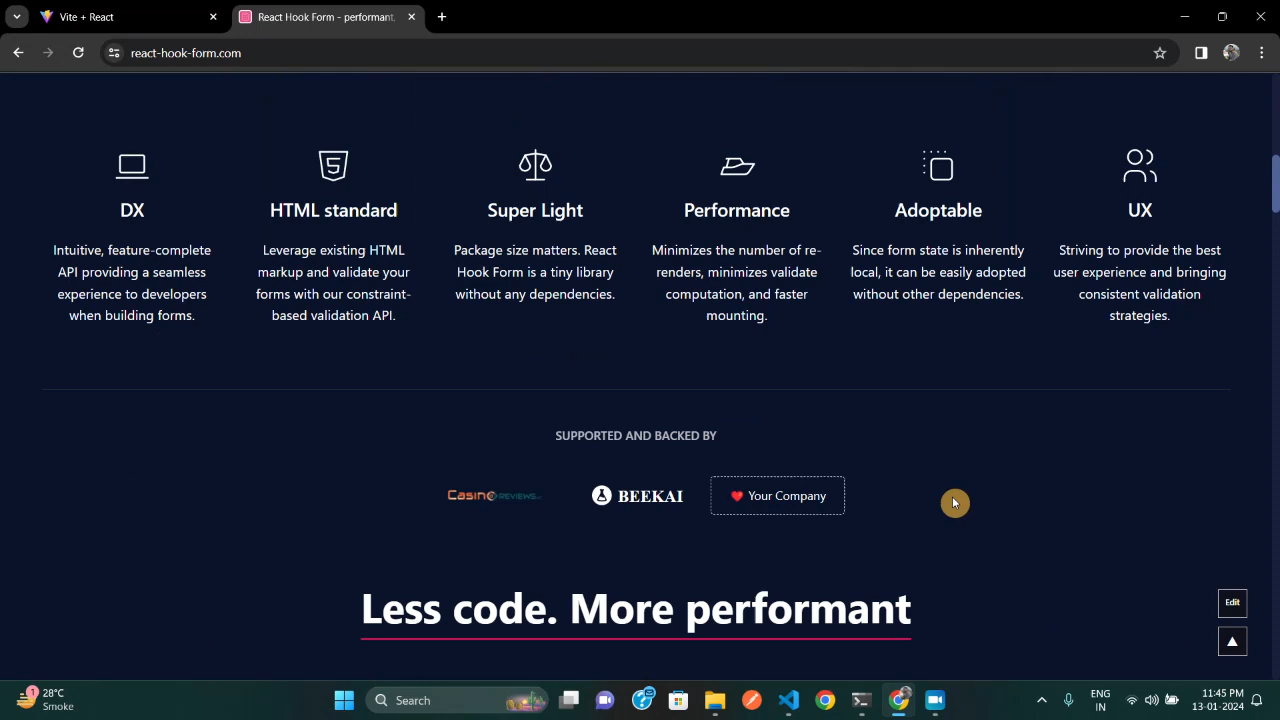 Vite + React
React Hook Form - performant,
react-hook-form.com
DX
Intuitive, feature-complete
API providing a seamless
experience to developers
when building forms.
HTML standard
Leverage existing HTML
markup and validate your
forms with our constraint-
based validation API.
Super Light
Package size matters. React
Hook Form is a tiny library
without any dependencies.
Performance
Minimizes the number of re-
renders, minimizes validate
computation, and faster
mounting.
Adoptable
Since form state is inherently
local, it can be easily adopted
without other dependencies.
UX
Striving to provide the best
user experience and bringing
consistent validation
strategies.
SUPPORTED AND BACKED BY
Casino REVIEWS
BEEKAI
Your Company
Less code. More performant
Edit
1
28°C
Smoke
Search
ENG
IN
11:45 PM
13-01-2024